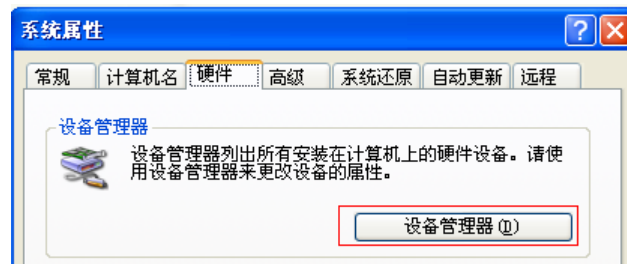 系统属性
常规 计算机名 硬件 高级 系统还原 自动更新 远程
设备管理器
设备管理器列出所有安装在计算机上的硬件设备。请使
用设备管理器来更改设备的属性。
设备管理器(D)